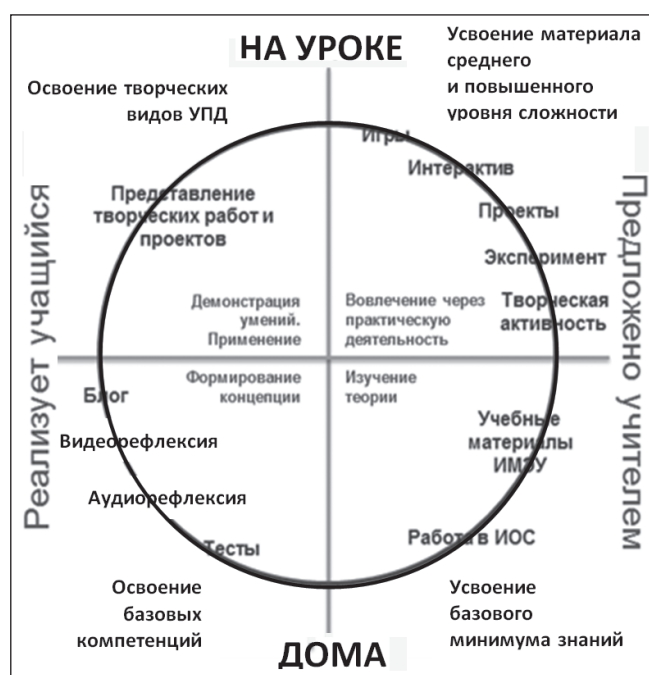 НА УРОКЕ
Усвоение материала
среднего
и повышенного
уровня сложности
Освоение творческих
видов УПД
Игры
Интерактив
Проекты
Эксперимент
Творческая
активность
Представление
творческих работ и
проектов
Демонстрация
умений.
Применение
Вовлечение через
практическую
деятельность
Реализует учащийся
Предложено учителем
Формирование
концепции
Изучение
теории
Блог
Видеорефлексия
Аудиорефлексия
Тесты
Учебные
материалы
ИМЭУ
Работа в ИОС
Освоение
базовых
компетенций
Усвоение
базового
минимума знаний
ДОМА